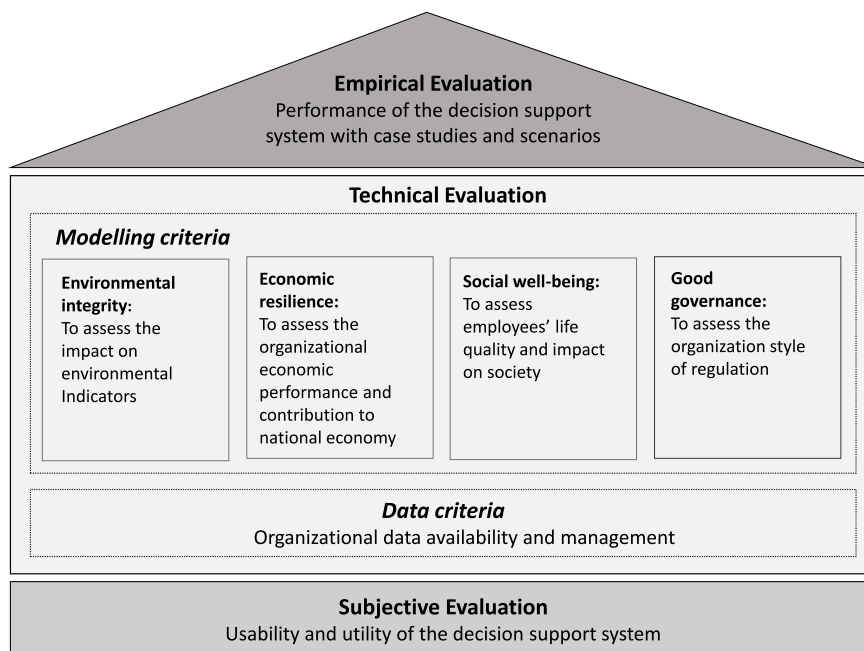 Empirical Evaluation
Performance of the decision support
system with case studies and scenarios
Technical Evaluation
Modelling criteria
Environmental
integrity:
To assess the
impact on
environmental
Indicators
Economic
resilience:
To assess the
organizational
economic
performance and
contribution to
national economy
Social well-being:
To assess
employees’ life
quality and impact
on society
Good
governance:
To assess the
organization style
of regulation
Data criteria
Organizational data availability and management
Subjective Evaluation
Usability and utility of the decision support system